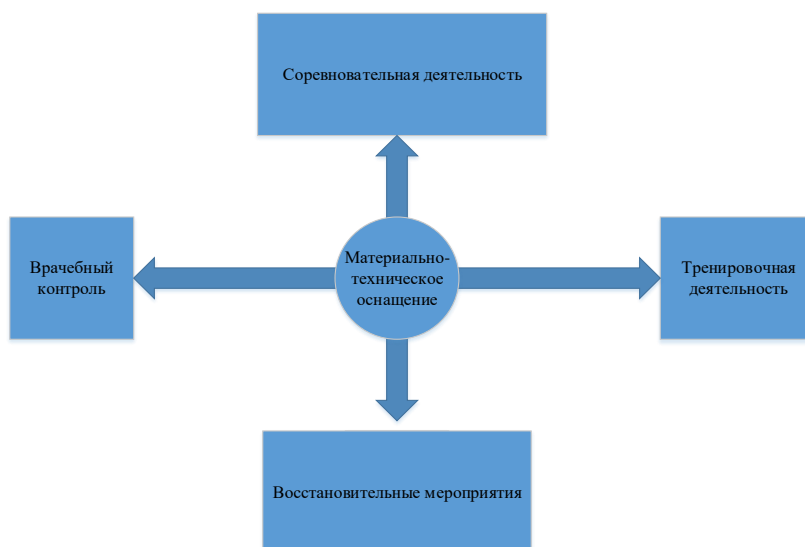 Соревновательная деятельность
Врачебный
контроль
Материально-
техническое
оснащение
Тренировочная
деятельность
Восстановительные мероприятия